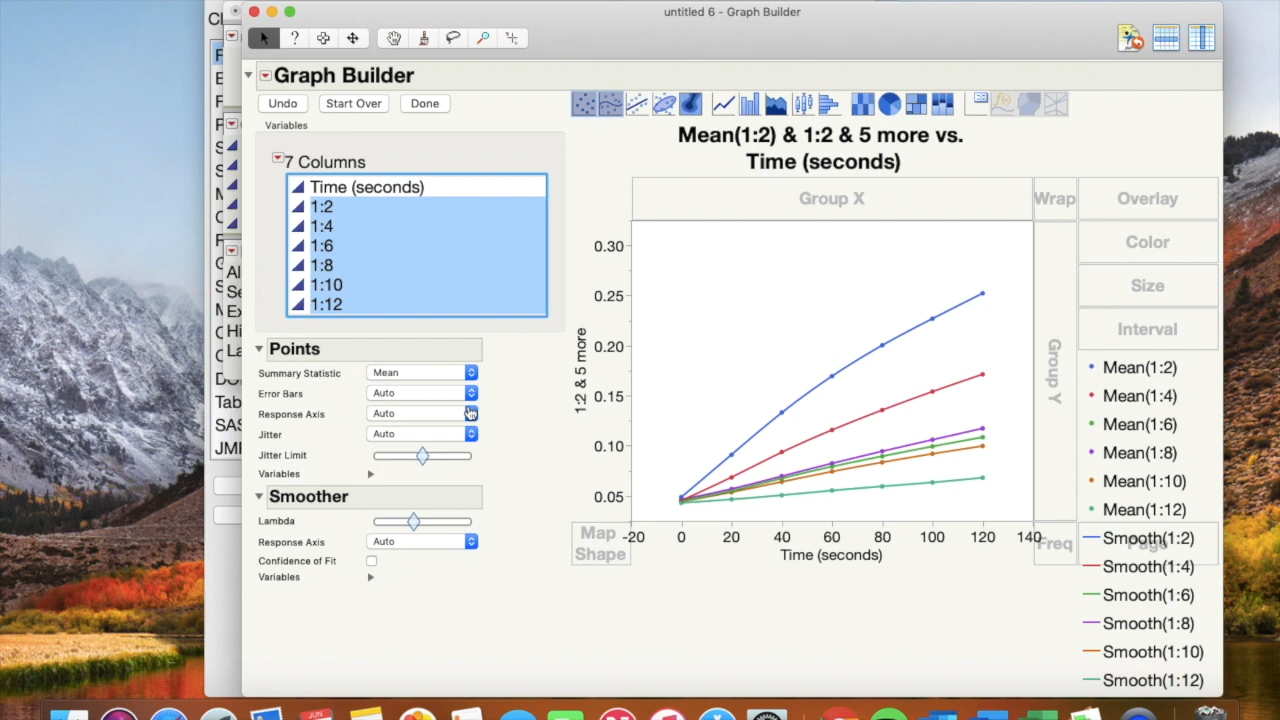 untitled 6 - Graph Builder
Graph Builder
Undo
Start Over
Done
Variables
7 Columns
Time (seconds)
1:2
1:4
1:6
1:8
1:10
1:12
Points
Summary Statistic
Mean
Error Bars
Auto
Response Axis
Auto
Jitter
Auto
Jitter Limit
Variables
Smoother
Lambda
Response Axis
Auto
Confidence of Fit
Variables
Mean(1:2) & 1:2 & 5 more vs.
Time (seconds)
Group X
Wrap
Overlay
Color
Size
Interval
Group Y
1:2 & 5 more
0.30
0.25
0.20
0.15
0.10
0.05
Map
Shape
-20
0
20
40
60
80
100
120
140
Time (seconds)
Freq
Page
Mean(1:2)
Mean(1:4)
Mean(1:6)
Mean(1:8)
Mean(1:10)
Mean(1:12)
Smooth(1:2)
Smooth(1:4)
Smooth(1:6)
Smooth(1:8)
Smooth(1:10)
Smooth(1:12)
JUN